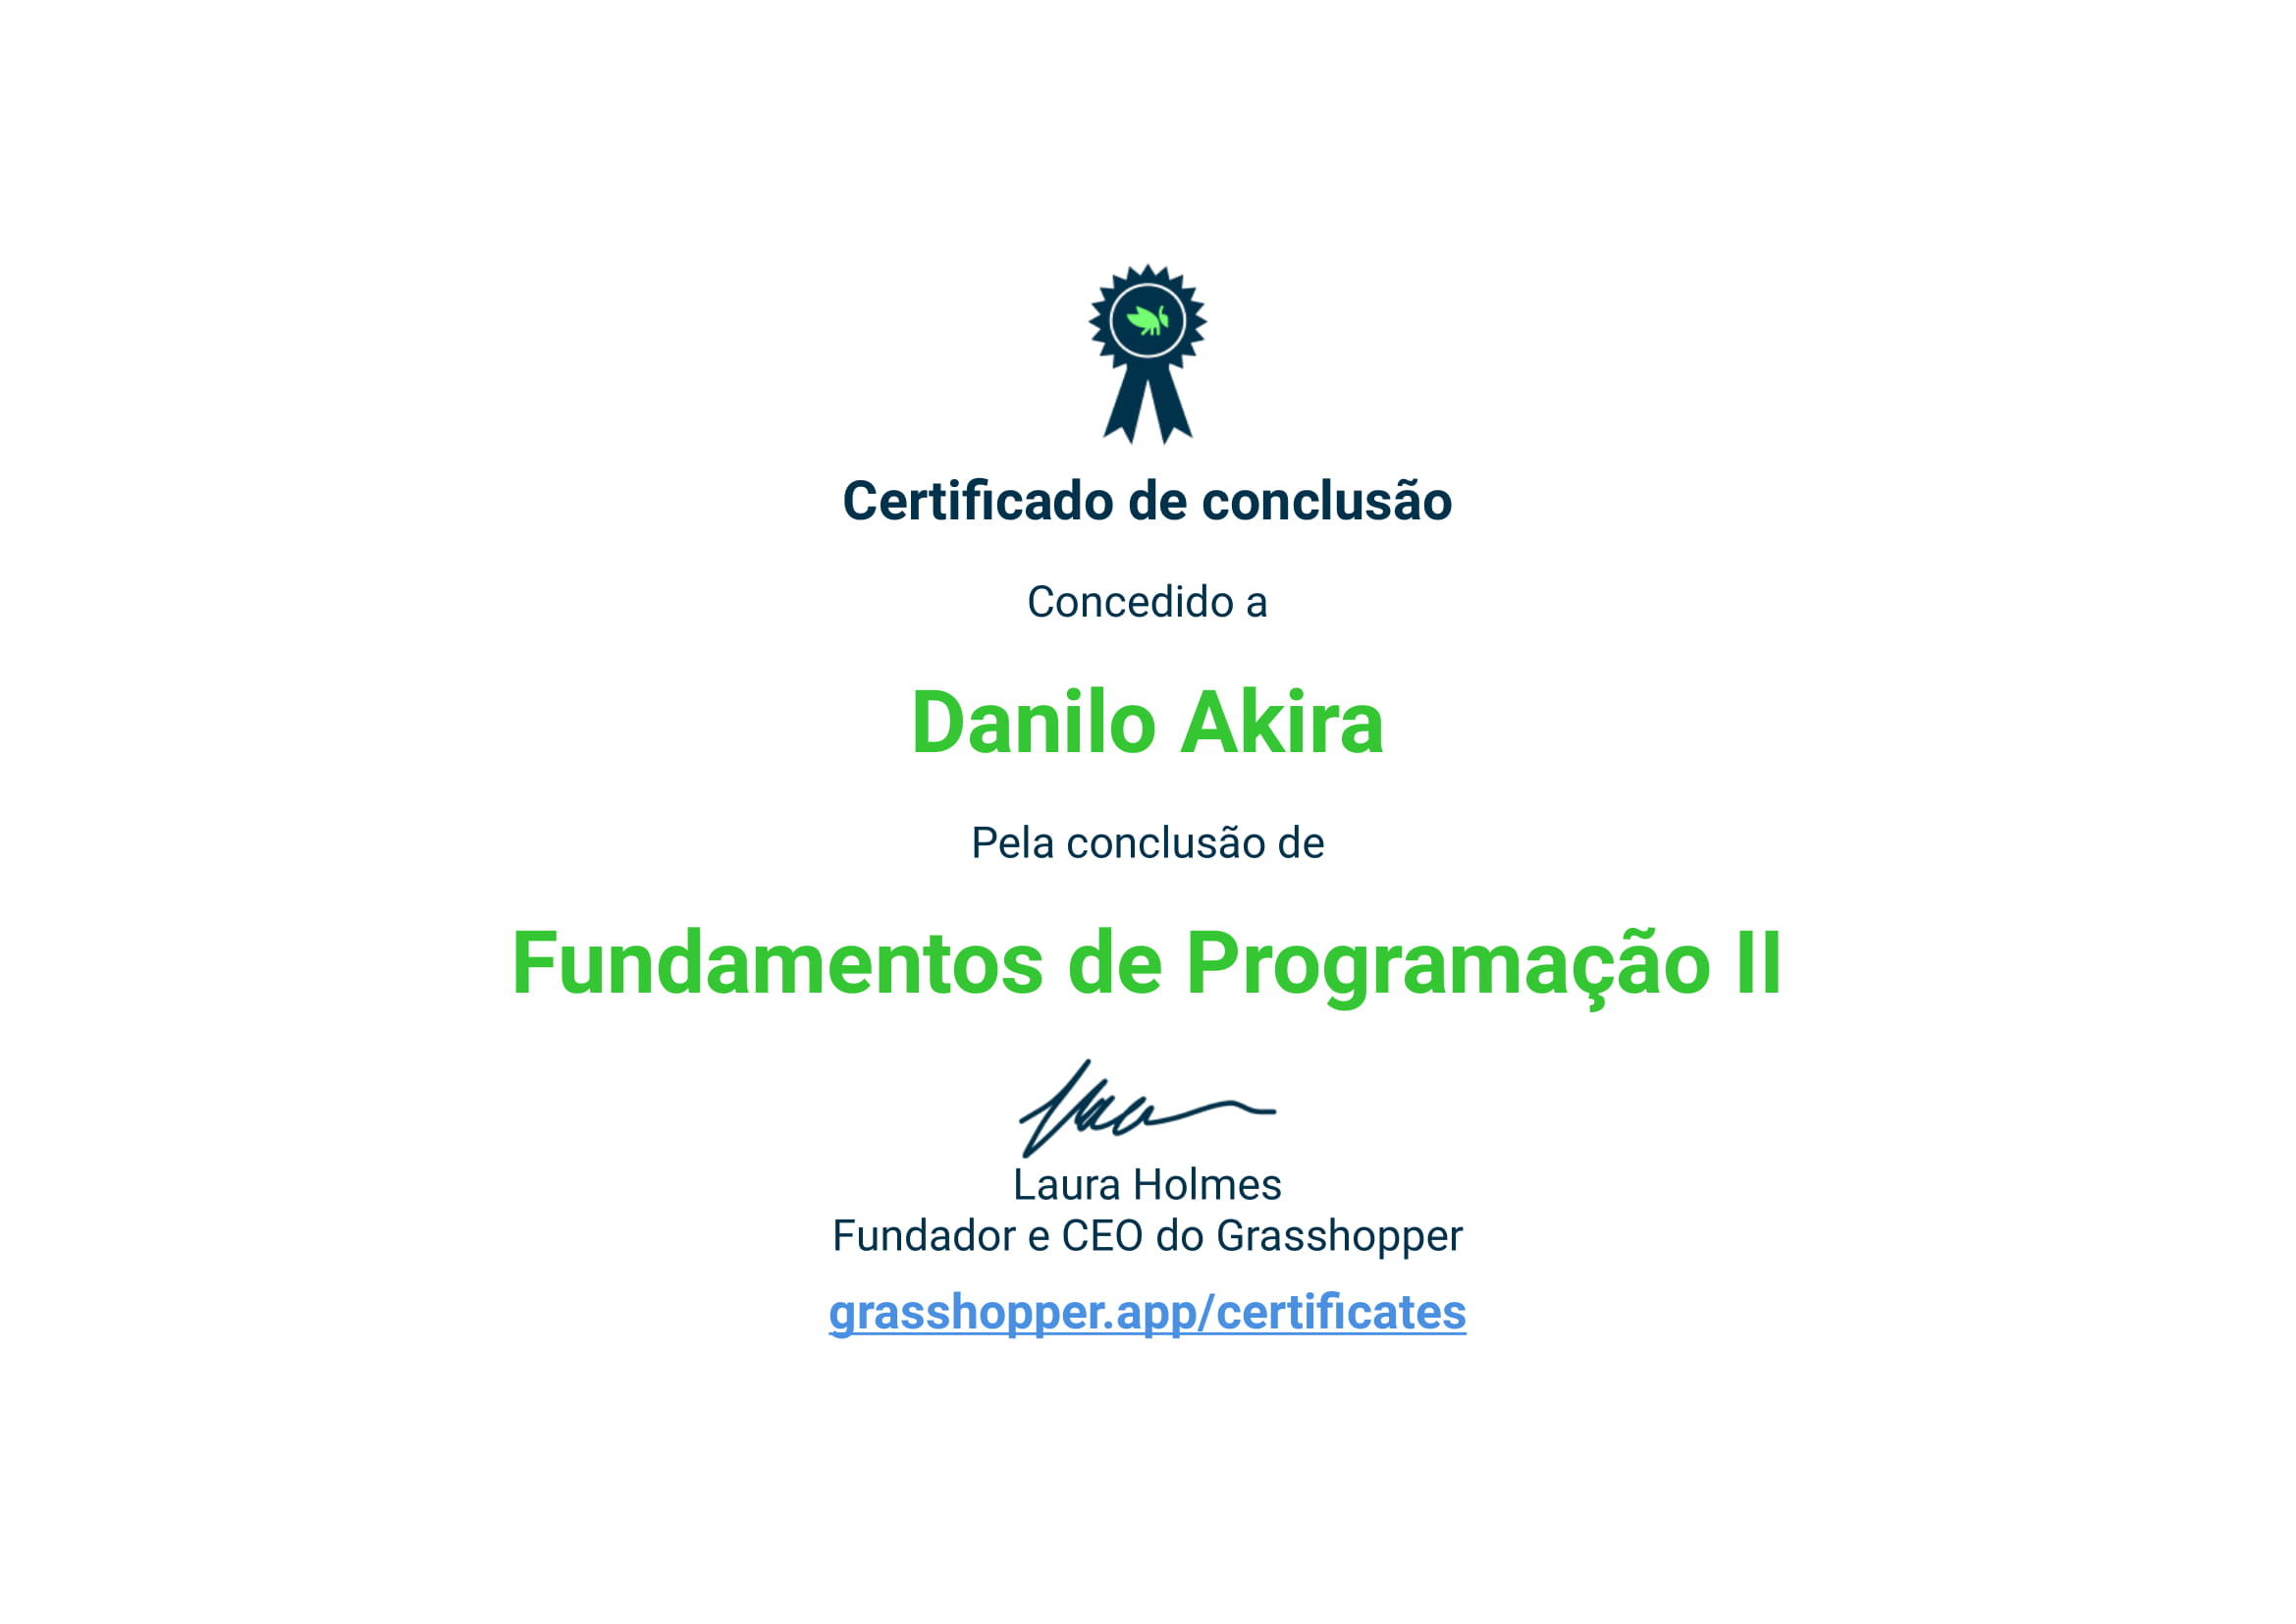 Certificado de conclusão
Concedido a
Danilo Akira
Pela conclusão de
Fundamentos de Programação II
Laura Holmes
Fundador e CEO do Grasshopper
grasshopper.app/certificates